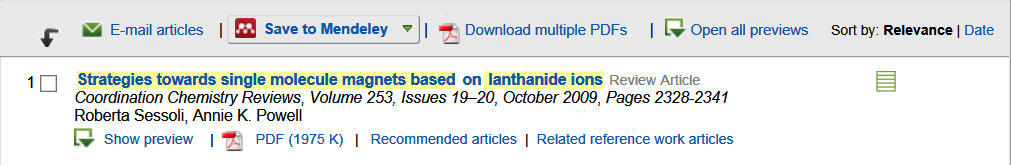 E-mail articles | Save to Mendeley | Download multiple PDFs | Open all previews Sort by: Relevance | Date
1 Strategies towards single molecule magnets based on lanthanide ions Review Article
Coordination Chemistry Reviews, Volume 253, Issues 19–20, October 2009, Pages 2328-2341
Roberta Sessoli, Annie K. Powell
Show preview | PDF (1975 K) | Recommended articles | Related reference work articles